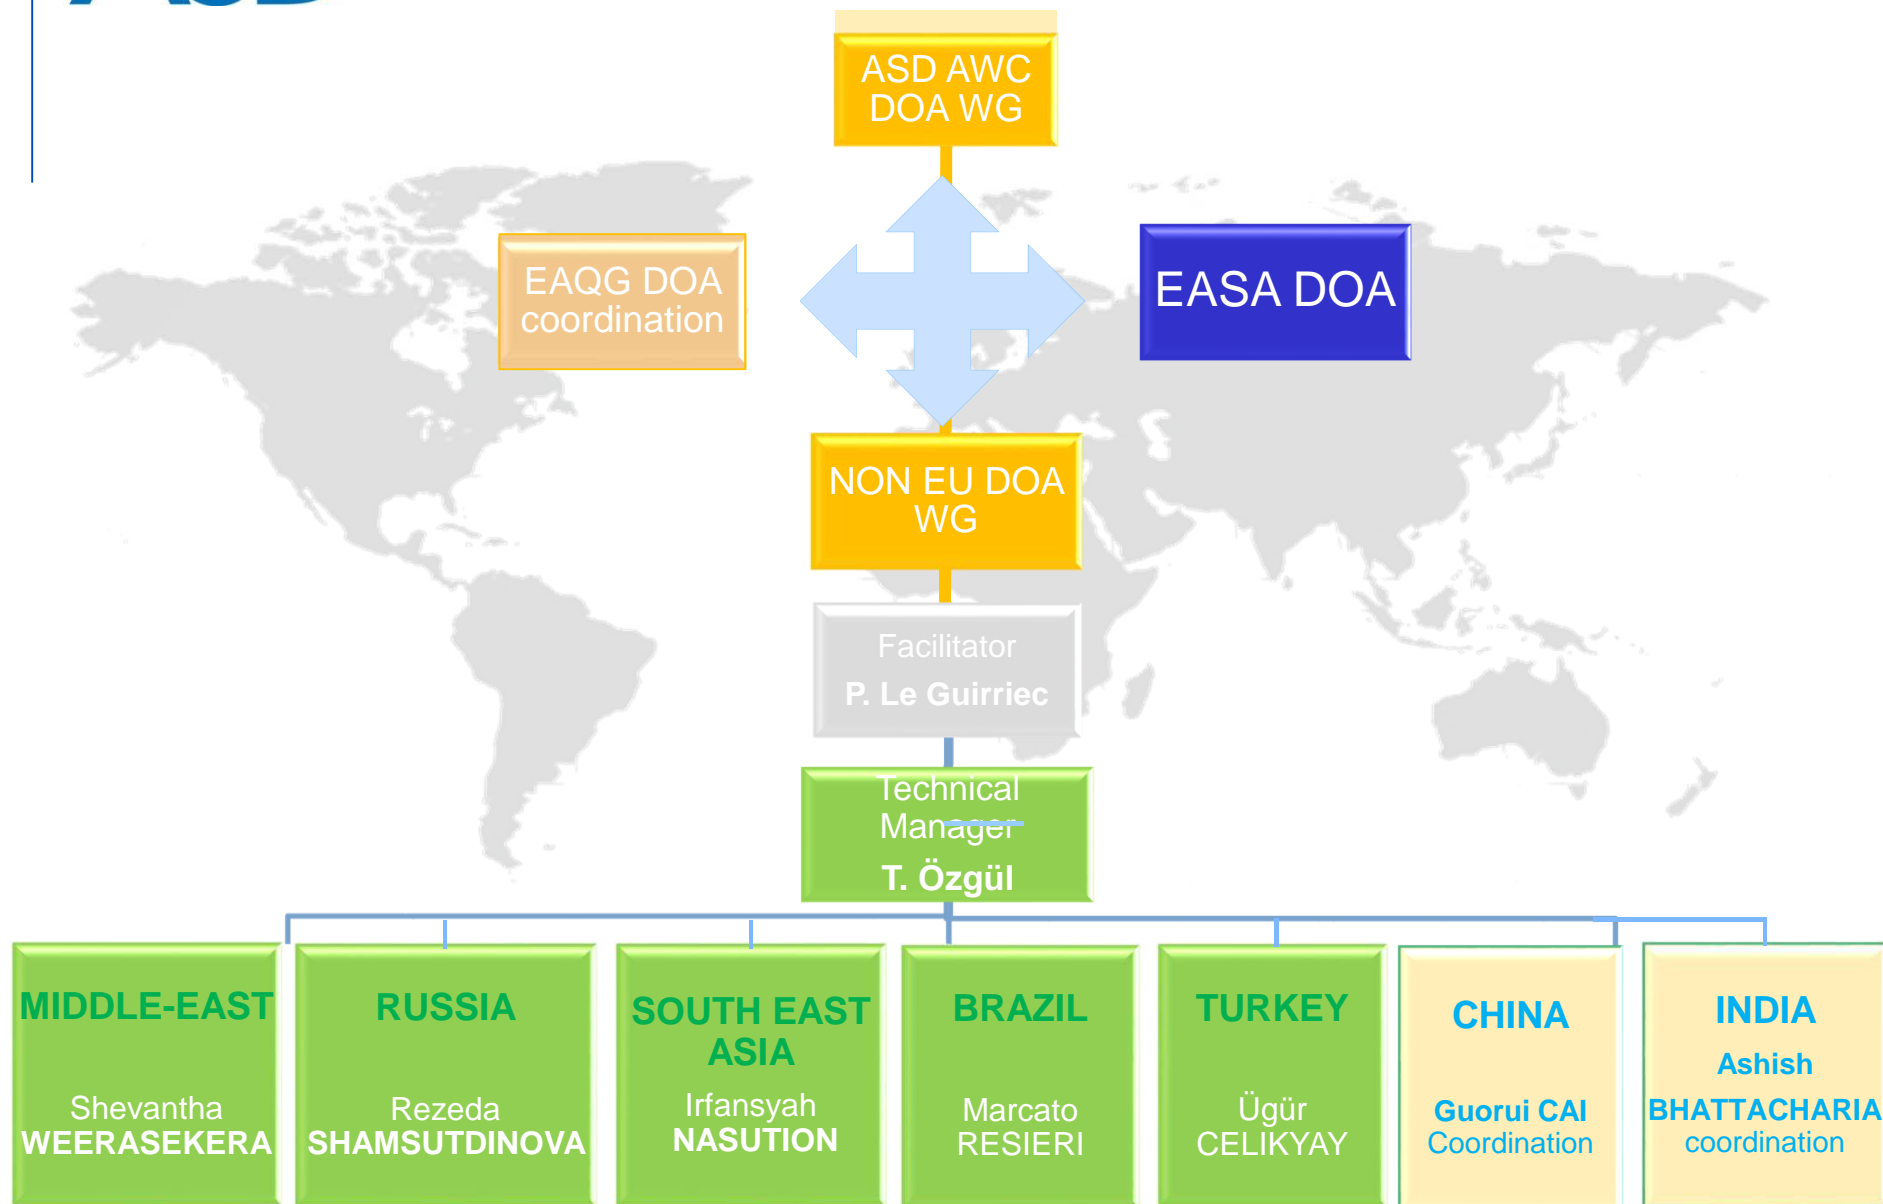 ASD
ASD AWC
DOA WG
EAQG DOA
coordination
EASA DOA
NON EU DOA
WG
Facilitator
P. Le Guirriec
Technical
Manager
T. Özgül
MIDDLE-EAST
Shevantha
WEERASEKERA
RUSSIA
Rezeda
SHAMSUTDINOVA
SOUTH EAST
ASIA
Irfansyah
NASUTION
BRAZIL
Marcato
RESIERI
TURKEY
Ügür
CELIKYAY
CHINA
Guorui CAI
Coordination
INDIA
Ashish
BHATTACHARIA
coordination